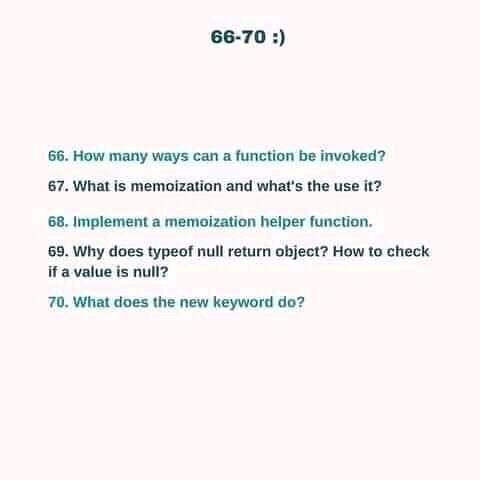 66-70 :)
66. How many ways can a function be invoked?
67. What is memoization and what's the use it?
68. Implement a memoization helper function.
69. Why does typeof null return object? How to check
if a value is null?
70. What does the new keyword do?